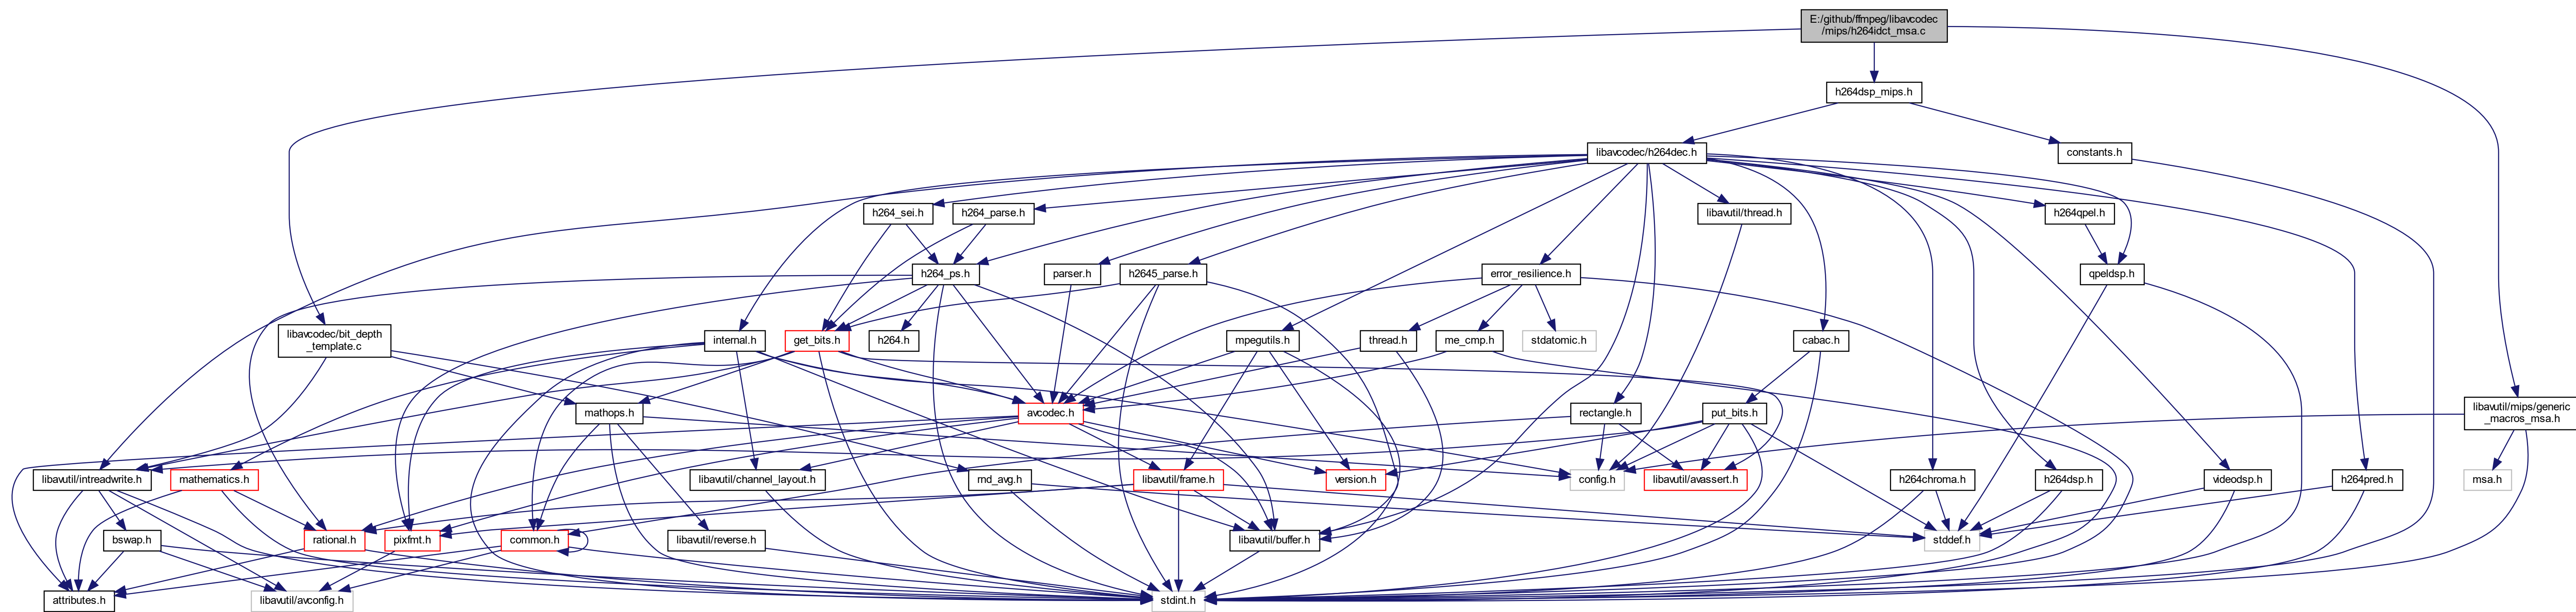 E:/github/ffmpeg/libavcodec
/mips/h264idct_msa.c
h264dsp_mips.h
libavcodec/h264dec.h
constants.h
h264_sei.h
h264_parse.h
libavutil/thread.h
h264qpel.h
h264_ps.h
parser.h
h2645_parse.h
error_resilience.h
qpeldsp.h
libavcodec/bit_depth
_template.c
internal.h
get_bits.h
h264.h
mpegutils.h
thread.h
me_cmp.h
stdatomic.h
cabac.h
mathops.h
avcodec.h
rectangle.h
put_bits.h
libavutil/mips/generic
_macros_msa.h
libavutil/intreadwrite.h
mathematics.h
libavutil/channel_layout.h
rnd_avg.h
libavutil/frame.h
version.h
config.h
libavutil/avassert.h
h264chroma.h
h264dsp.h
videodsp.h
h264pred.h
msa.h
bswap.h
rational.h
pixfmt.h
common.h
libavutil/reverse.h
libavutil/buffer.h
stddef.h
attributes.h
libavutil/avconfig.h
stdint.h